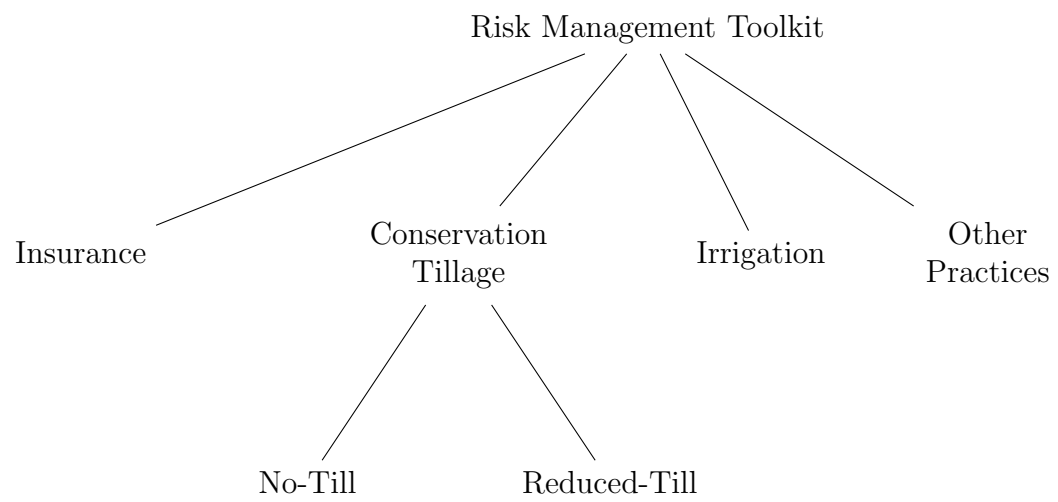 Risk Management Toolkit
Insurance
Conservation
Tillage
Irrigation
Other
Practices
No-Till
Reduced-Till